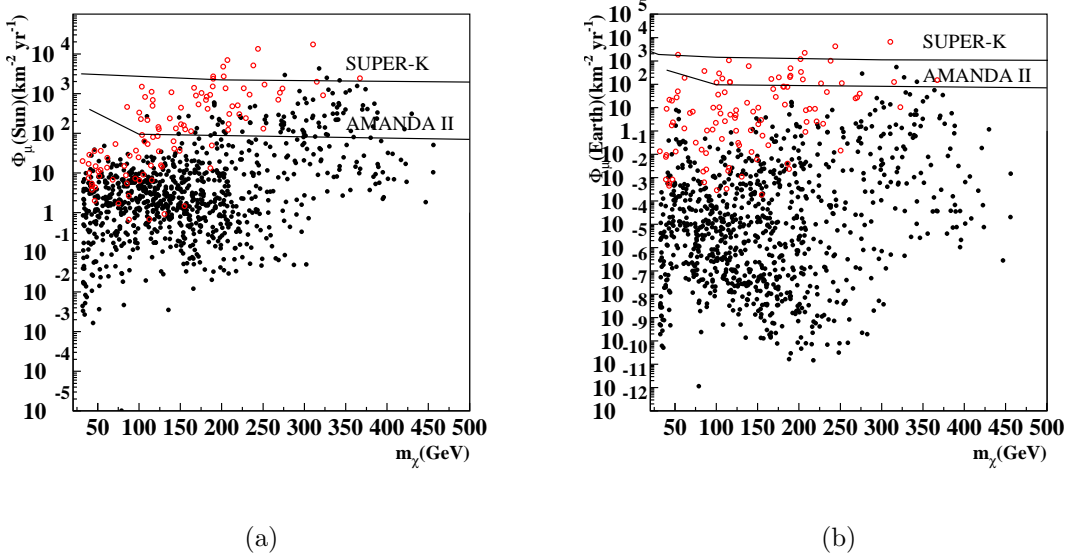 Φμ(Sun)(km⁻² yr⁻¹)
10⁴
10³
10²
10
1
10⁻¹
10⁻²
10⁻³
10⁻⁴
10⁻⁵
SUPER-K
AMANDA II
50 100 150 200 250 300 350 400 450 500
mχ(GeV)
(a)
Φμ(Earth)(km⁻² yr⁻¹)
10⁵
10⁴
10³
10²
10
1
10⁻¹
10⁻²
10⁻³
10⁻⁴
10⁻⁵
10⁻⁶
10⁻⁷
10⁻⁸
10⁻⁹
10⁻¹⁰
10⁻¹¹
10⁻¹²
SUPER-K
AMANDA II
50 100 150 200 250 300 350 400 450 500
mχ(GeV)
(b)